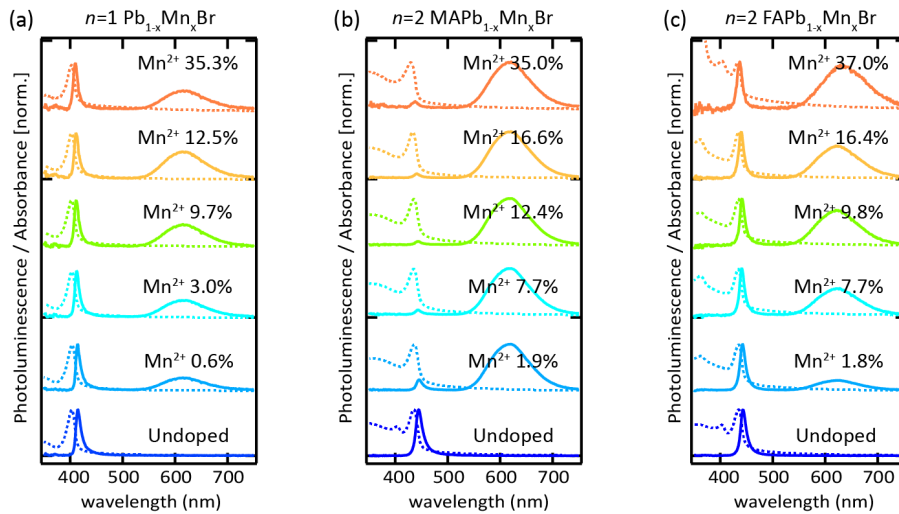 (a) n=1 Pb1-xMnxBr
Photoluminescence / Absorbance [norm.]
Mn2+ 35.3%
Mn2+ 12.5%
Mn2+ 9.7%
Mn2+ 3.0%
Mn2+ 0.6%
Undoped
400 500 600 700
wavelength (nm)
(b) n=2 MAPb1-xMnxBr
Photoluminescence / Absorbance [norm.]
Mn2+ 35.0%
Mn2+ 16.6%
Mn2+ 12.4%
Mn2+ 7.7%
Mn2+ 1.9%
Undoped
400 500 600 700
wavelength (nm)
(c) n=2 FAPb1-xMnxBr
Photoluminescence / Absorbance [norm.]
Mn2+ 37.0%
Mn2+ 16.4%
Mn2+ 9.8%
Mn2+ 7.7%
Mn2+ 1.8%
Undoped
400 500 600 700
wavelength (nm)